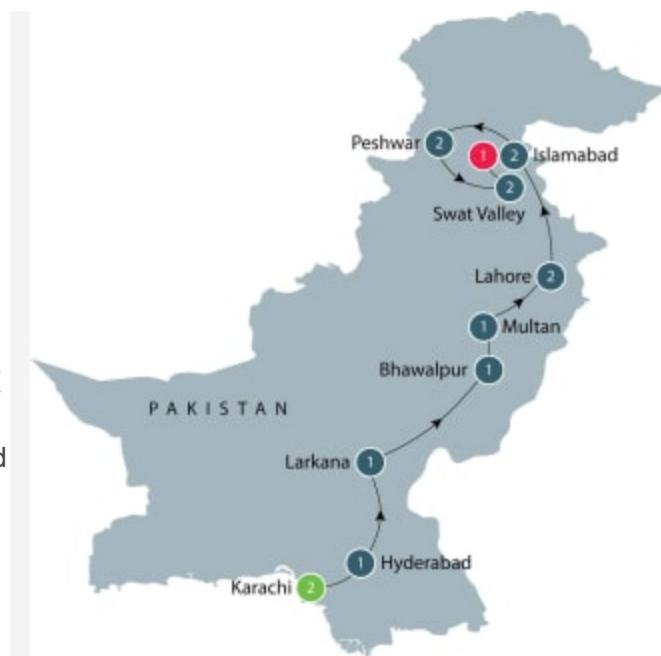 Peshwar
2
1
2
Islamabad
2
Swat Valley
Lahore
2
1
Multan
Bhawalpur
1
PAKISTAN
d
Larkana
1
1
Hyderabad
Karachi
2